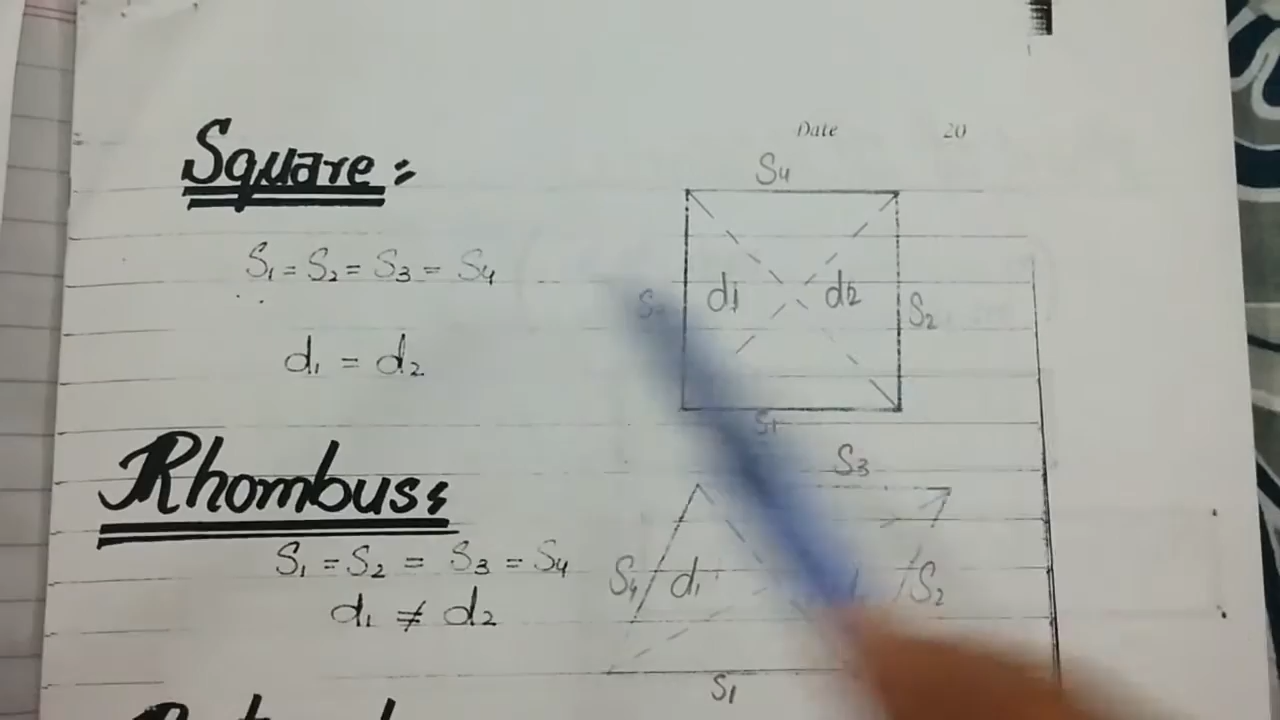 Date 20
Square:
S4
S1 = S2 = S3 = S4
d1 d2
S2
d1 = d2
S1
S3
Rhombus:
S1 = S2 = S3 = S4
S4 d1 S2
d1 ≠ d2
S1